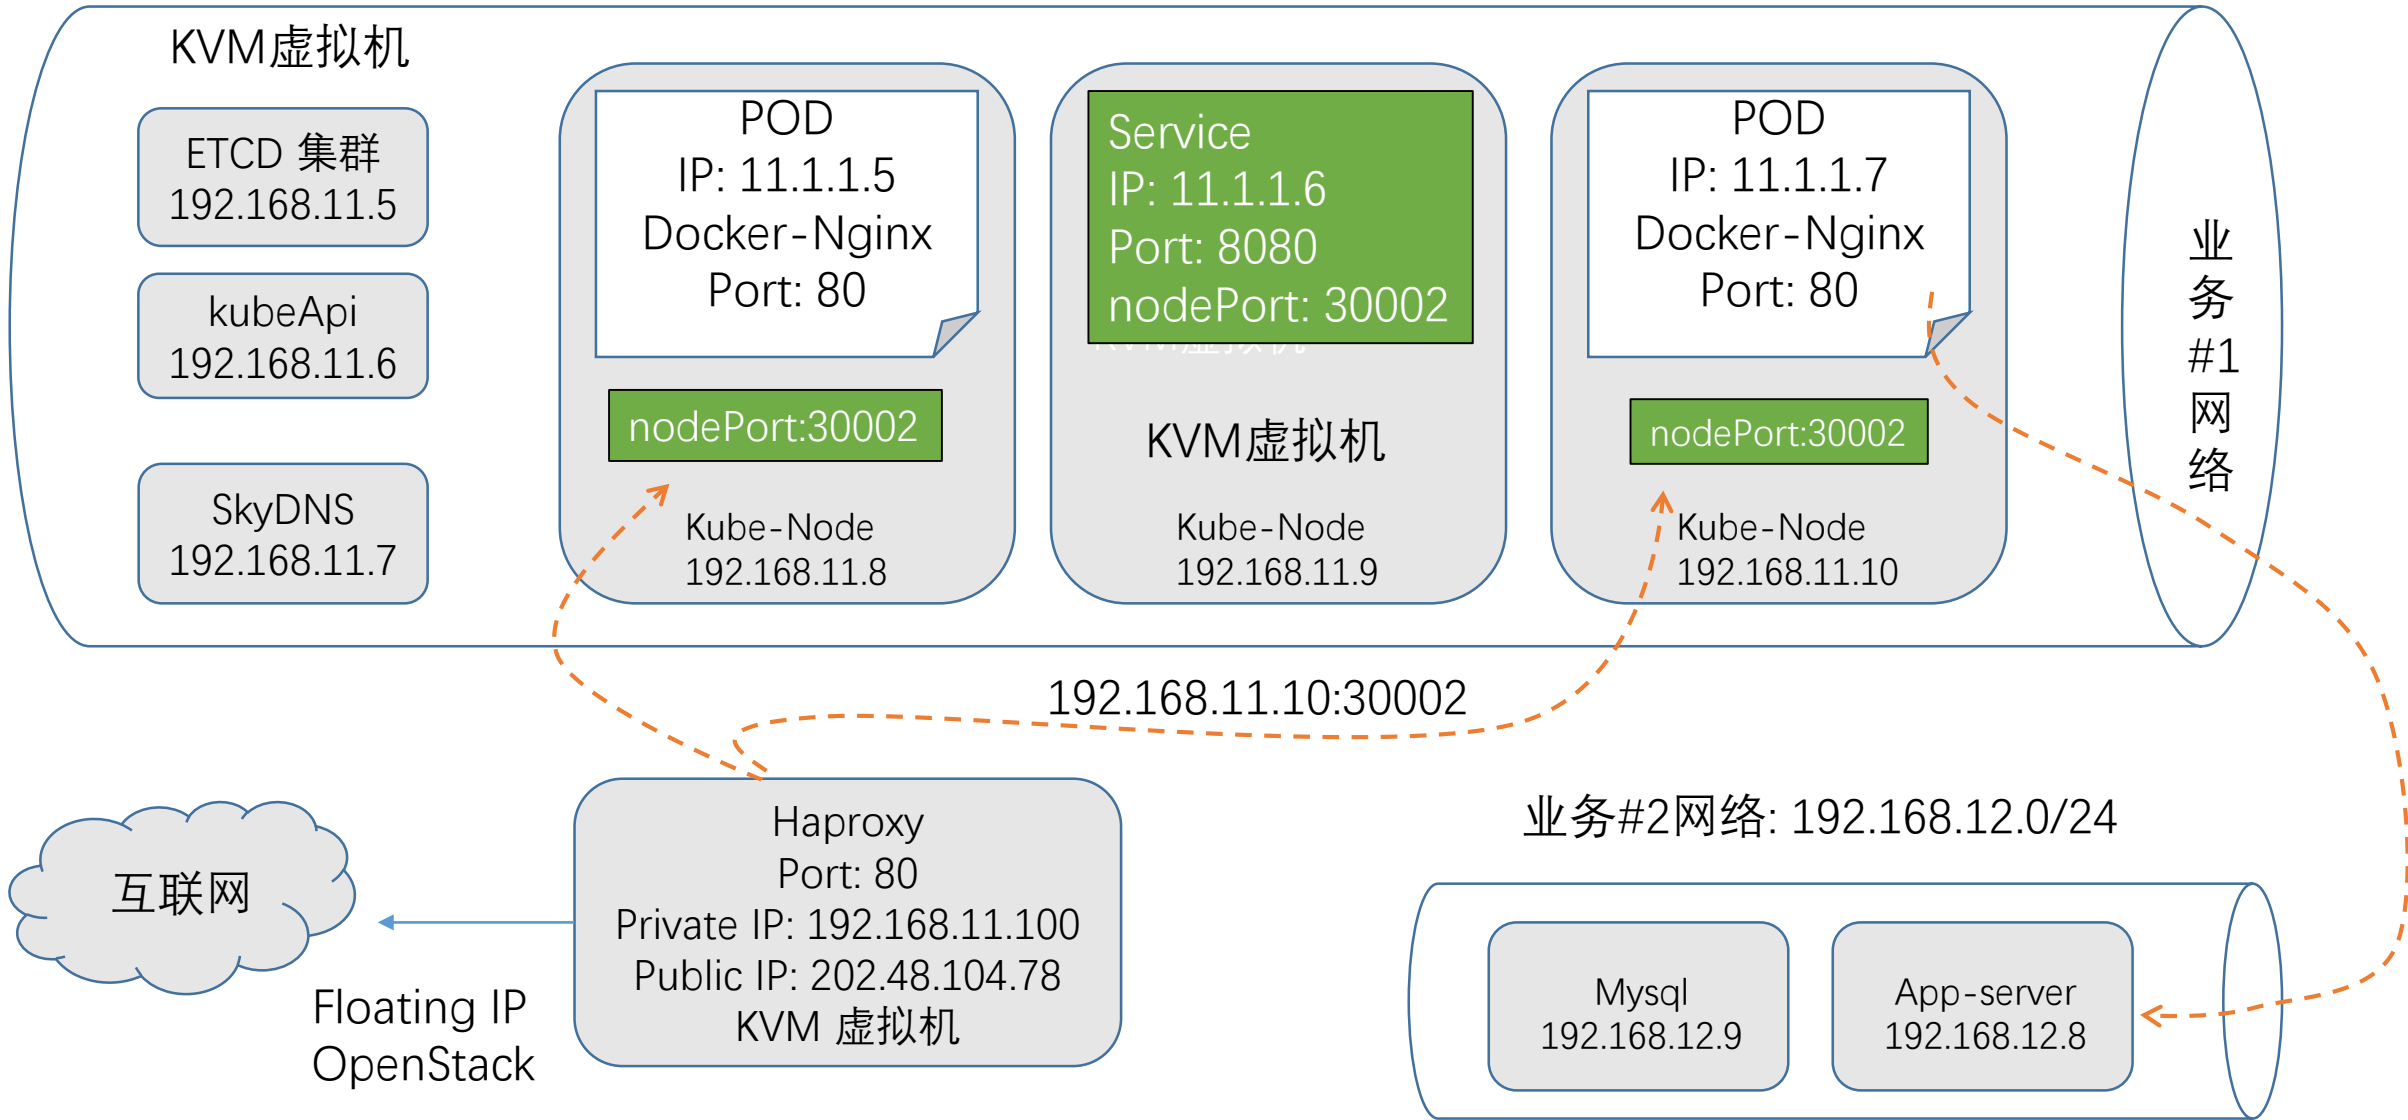 KVM虚拟机
ETCD 集群
192.168.11.5
kubeApi
192.168.11.6
SkyDNS
192.168.11.7
POD
IP: 11.1.1.5
Docker-Nginx
Port: 80
nodePort:30002
Kube-Node
192.168.11.8
Service
IP: 11.1.1.6
Port: 8080
nodePort: 30002
KVM虚拟机
KVM虚拟机
Kube-Node
192.168.11.9
POD
IP: 11.1.1.7
Docker-Nginx
Port: 80
nodePort:30002
Kube-Node
192.168.11.10
业
务
#1
网
络
192.168.11.10:30002
互联网
Floating IP
OpenStack
Haproxy
Port: 80
Private IP: 192.168.11.100
Public IP: 202.48.104.78
KVM 虚拟机
业务#2网络: 192.168.12.0/24
Mysql
192.168.12.9
App-server
192.168.12.8